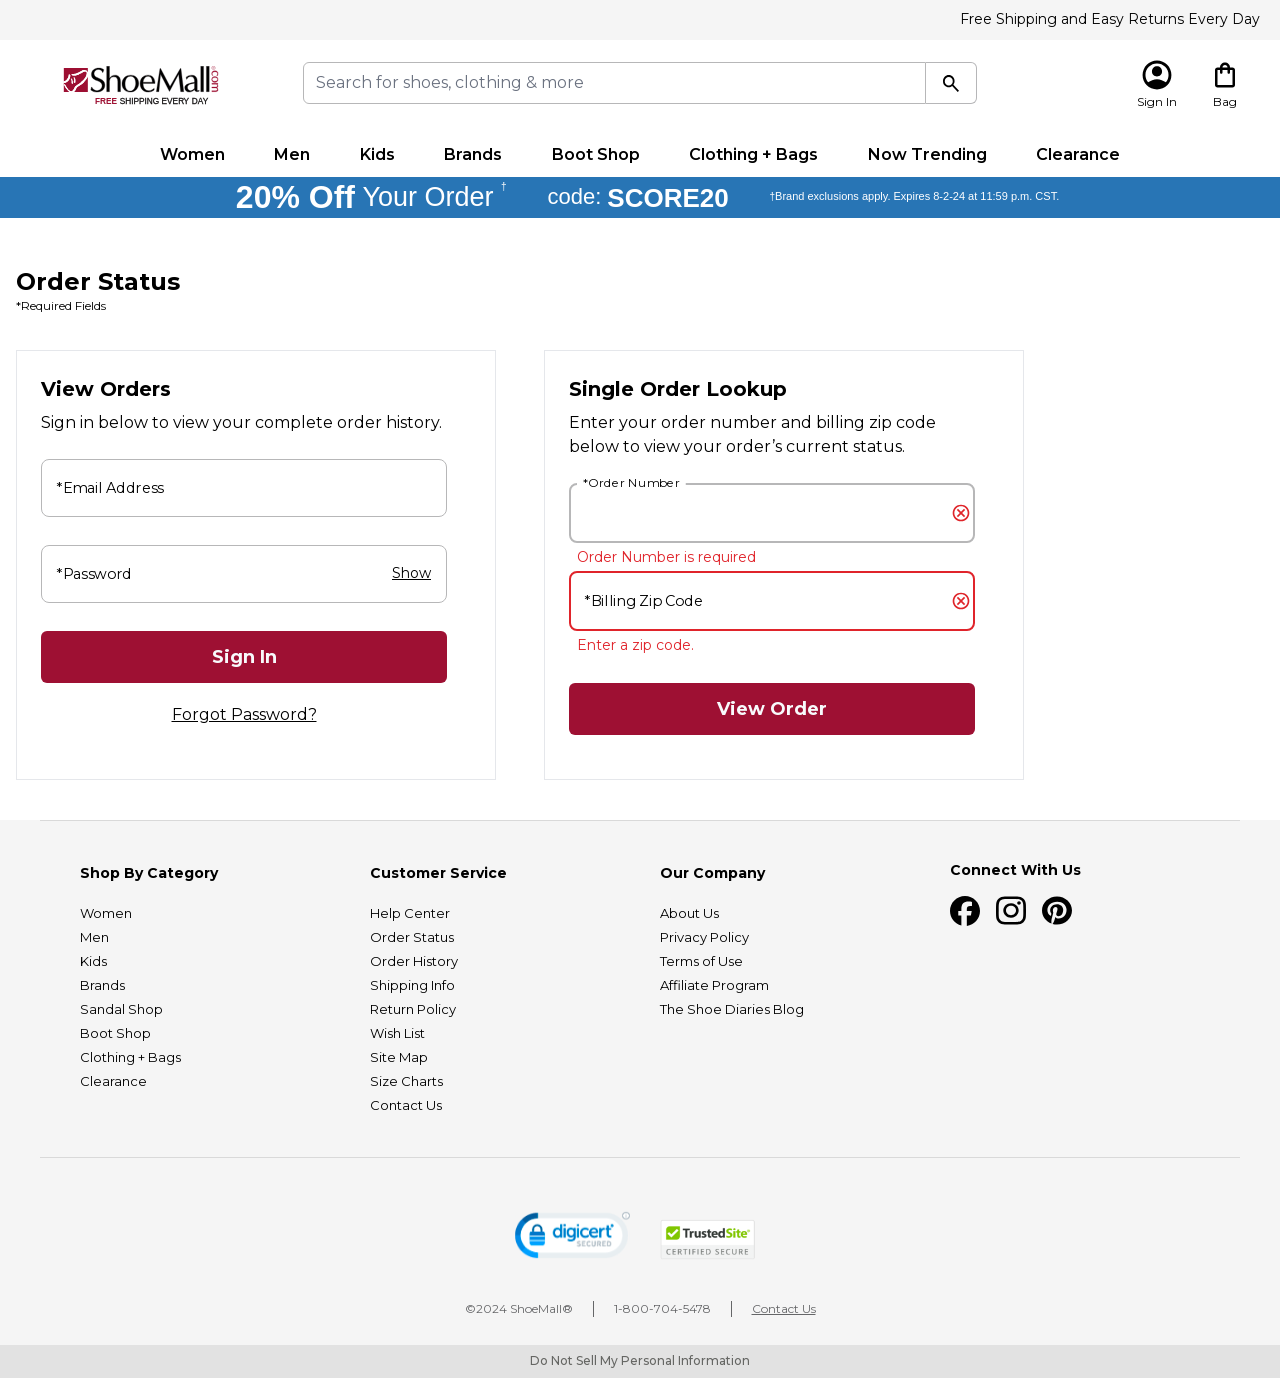 Free Shipping and Easy Returns Every Day
ShoeMall®.com
FREE SHIPPING EVERY DAY
Search for shoes, clothing & more
Sign In
Bag
Women Men Kids Brands Boot Shop Clothing + Bags Now Trending Clearance
20% Off Your Order † code: SCORE20 †Brand exclusions apply. Expires 8-2-24 at 11:59 p.m. CST.
Order Status
*Required Fields
View Orders
Sign in below to view your complete order history.
*Email Address
*Password Show
Sign In
Forgot Password?
Single Order Lookup
Enter your order number and billing zip code
below to view your order’s current status.
*Order Number
Order Number is required
*Billing Zip Code
Enter a zip code.
View Order
Shop By Category
Women
Men
Kids
Brands
Sandal Shop
Boot Shop
Clothing + Bags
Clearance
Customer Service
Help Center
Order Status
Order History
Shipping Info
Return Policy
Wish List
Site Map
Size Charts
Contact Us
Our Company
About Us
Privacy Policy
Terms of Use
Affiliate Program
The Shoe Diaries Blog
Connect With Us
digicert
SECURED
TrustedSite
CERTIFIED SECURE
©2024 ShoeMall® 1-800-704-5478 Contact Us
Do Not Sell My Personal Information